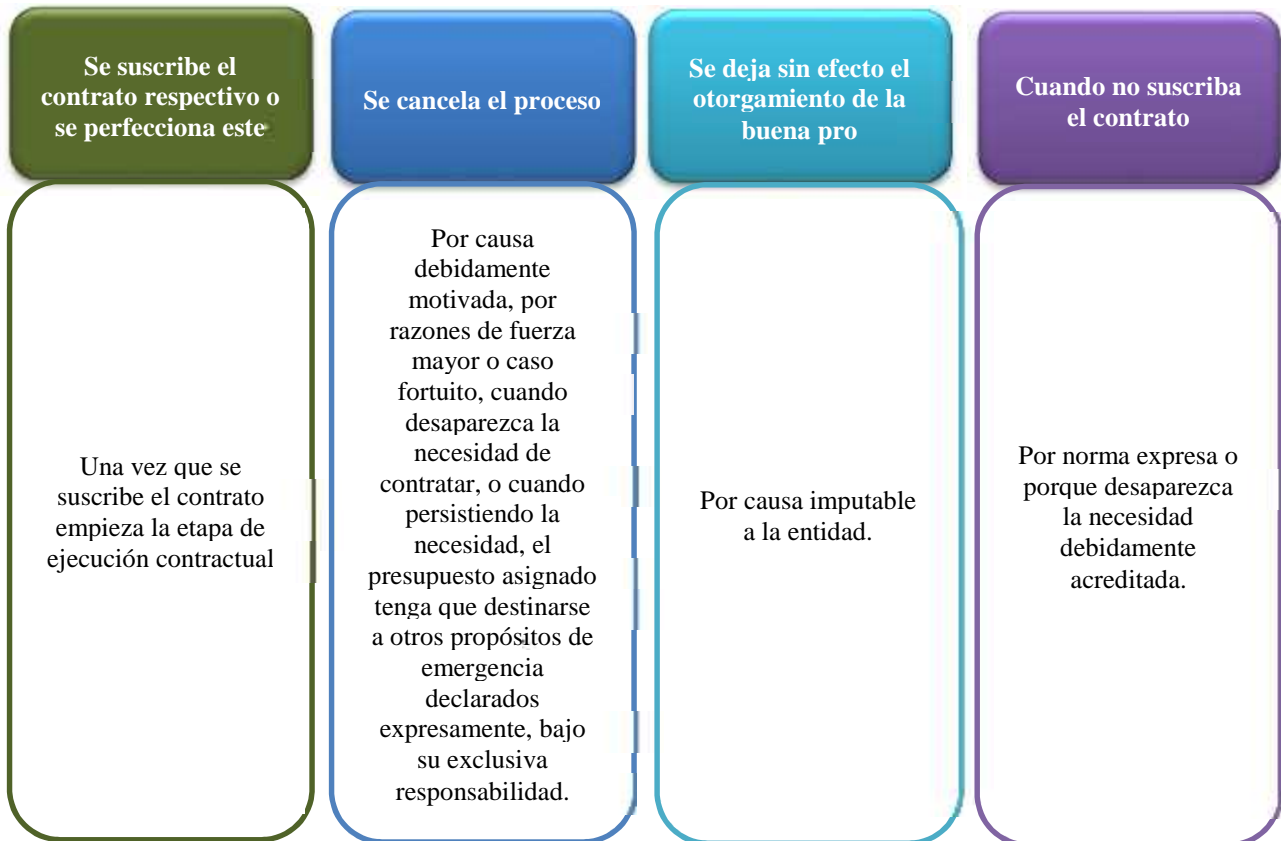 Se suscribe el
contrato respectivo o
se perfecciona este
Una vez que se
suscribe el contrato
empieza la etapa de
ejecución contractual
Se cancela el proceso
Por causa
debidamente
motivada, por
razones de fuerza
mayor o caso
fortuito, cuando
desaparezca la
necesidad de
contratar, o cuando
persistiendo la
necesidad, el
presupuesto asignado
tenga que destinarse
a otros propósitos de
emergencia
declarados
expresamente, bajo
su exclusiva
responsabilidad.
Se deja sin efecto el
otorgamiento de la
buena pro
Por causa imputable
a la entidad.
Cuando no suscriba
el contrato
Por norma expresa o
porque desaparezca
la necesidad
debidamente
acreditada.